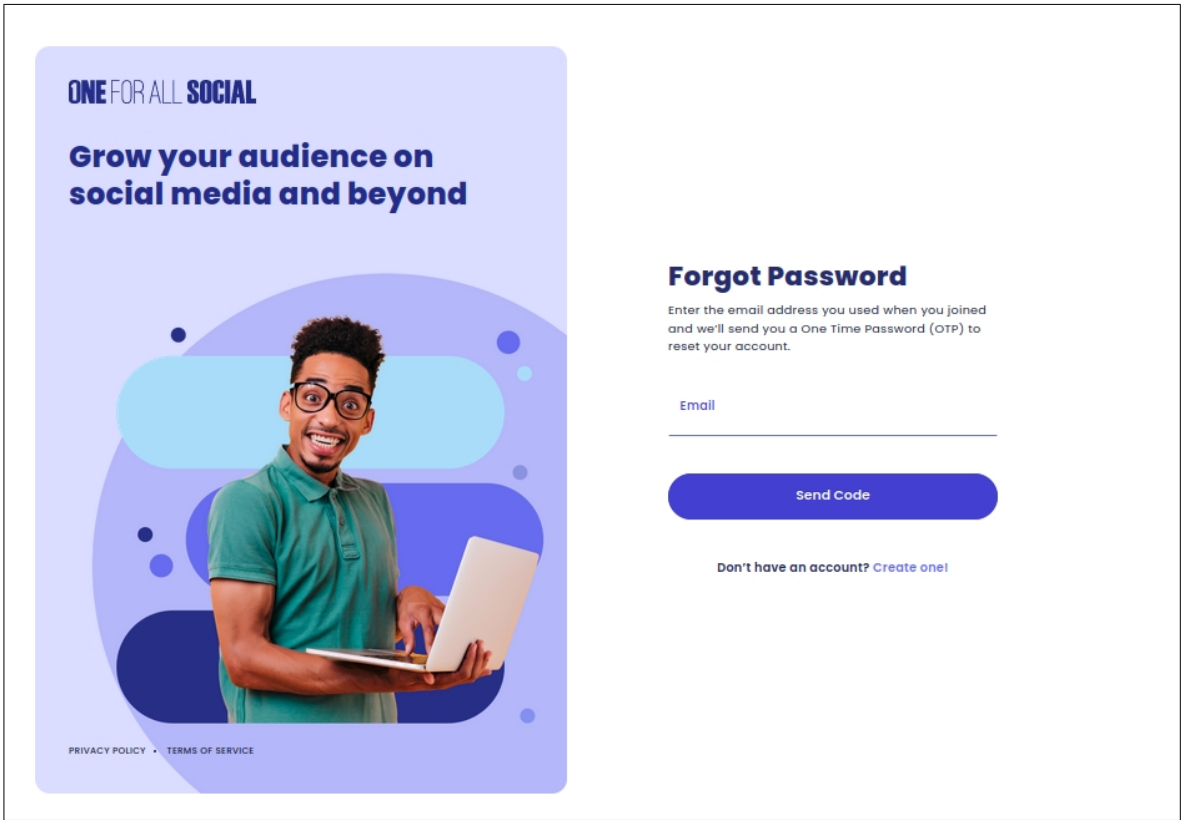 ONE FOR ALL SOCIAL
Grow your audience on
social media and beyond
PRIVACY POLICY • TERMS OF SERVICE
Forgot Password
Enter the email address you used when you joined
and we'll send you a One Time Password (OTP) to
reset your account.
Email
Send Code
Don't have an account? Create one!